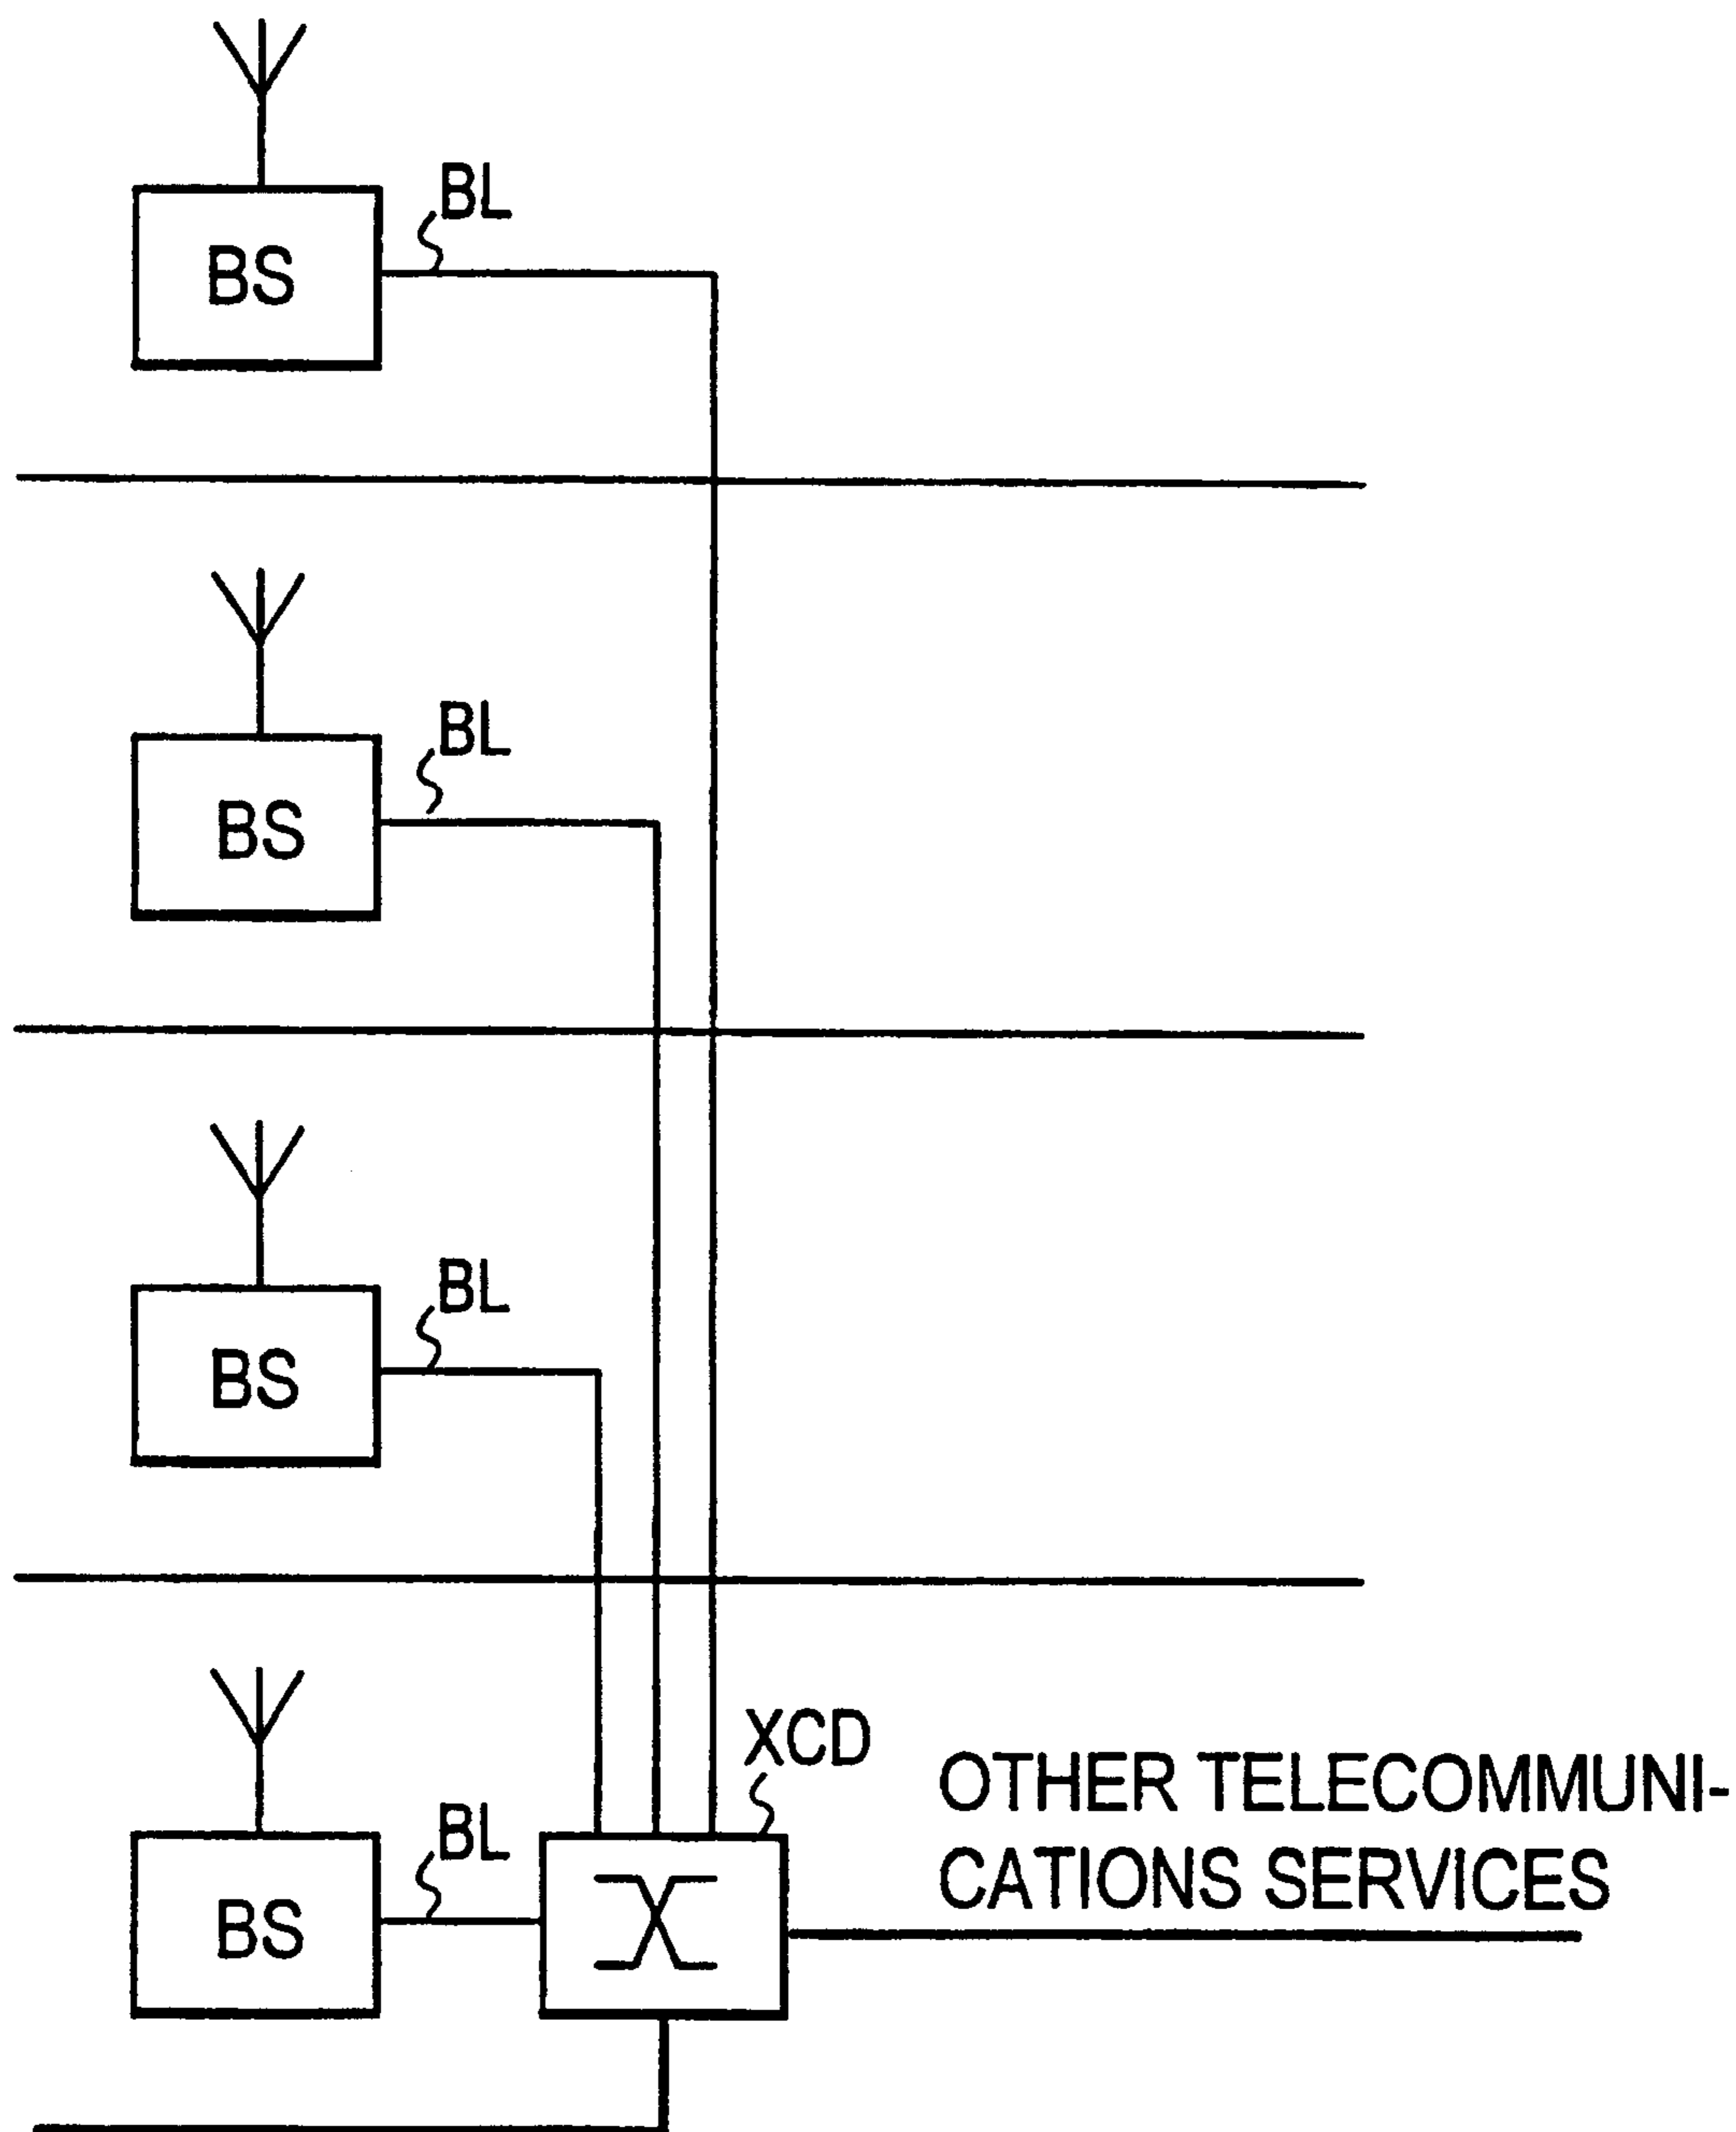 BL
BS
BL
BS
BL
BS
XCD
OTHER TELECOMMUNI-
CATIONS SERVICES
BL
BS